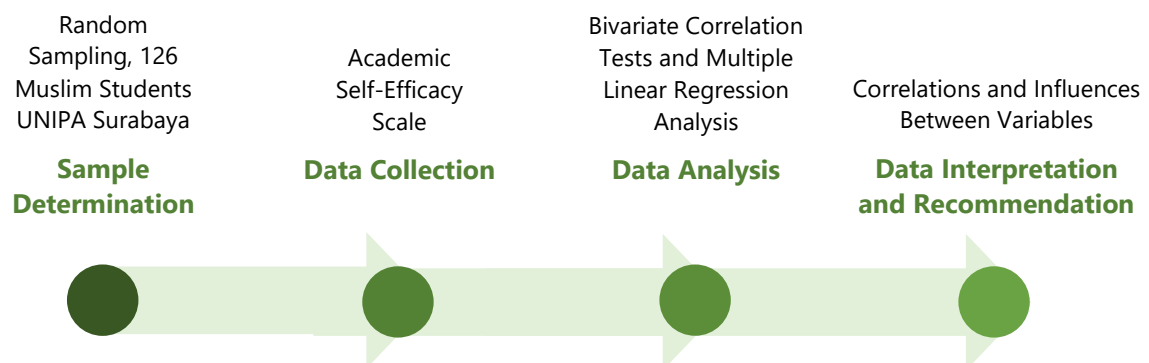 Random
Sampling, 126
Muslim Students
UNIPA Surabaya
Sample
Determination
Academic
Self-Efficacy
Scale
Data Collection
Bivariate Correlation
Tests and Multiple
Linear Regression
Analysis
Data Analysis
Correlations and Influences
Between Variables
Data Interpretation
and Recommendation